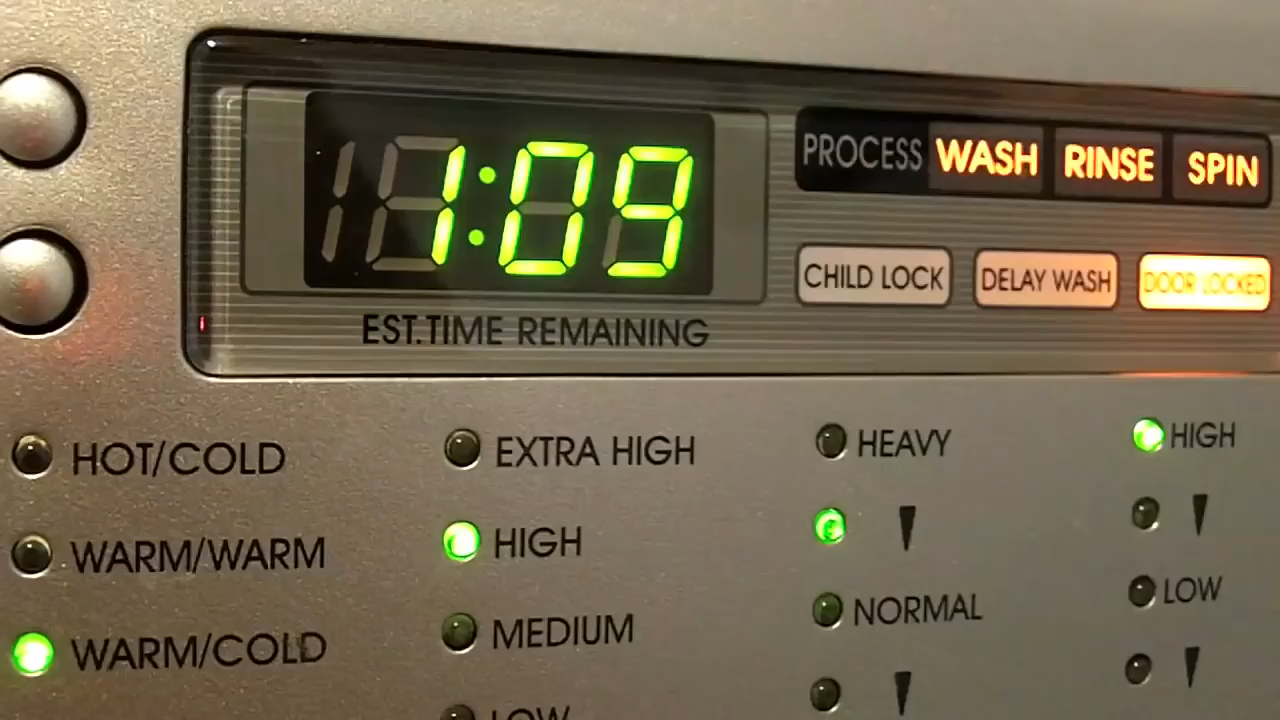 1:09
PROCESS WASH RINSE SPIN
CHILD LOCK DELAY WASH DOOR LOCKED
EST.TIME REMAINING
HOT/COLD EXTRA HIGH HEAVY HIGH
WARM/WARM HIGH
WARM/COLD MEDIUM NORMAL LOW
LOW